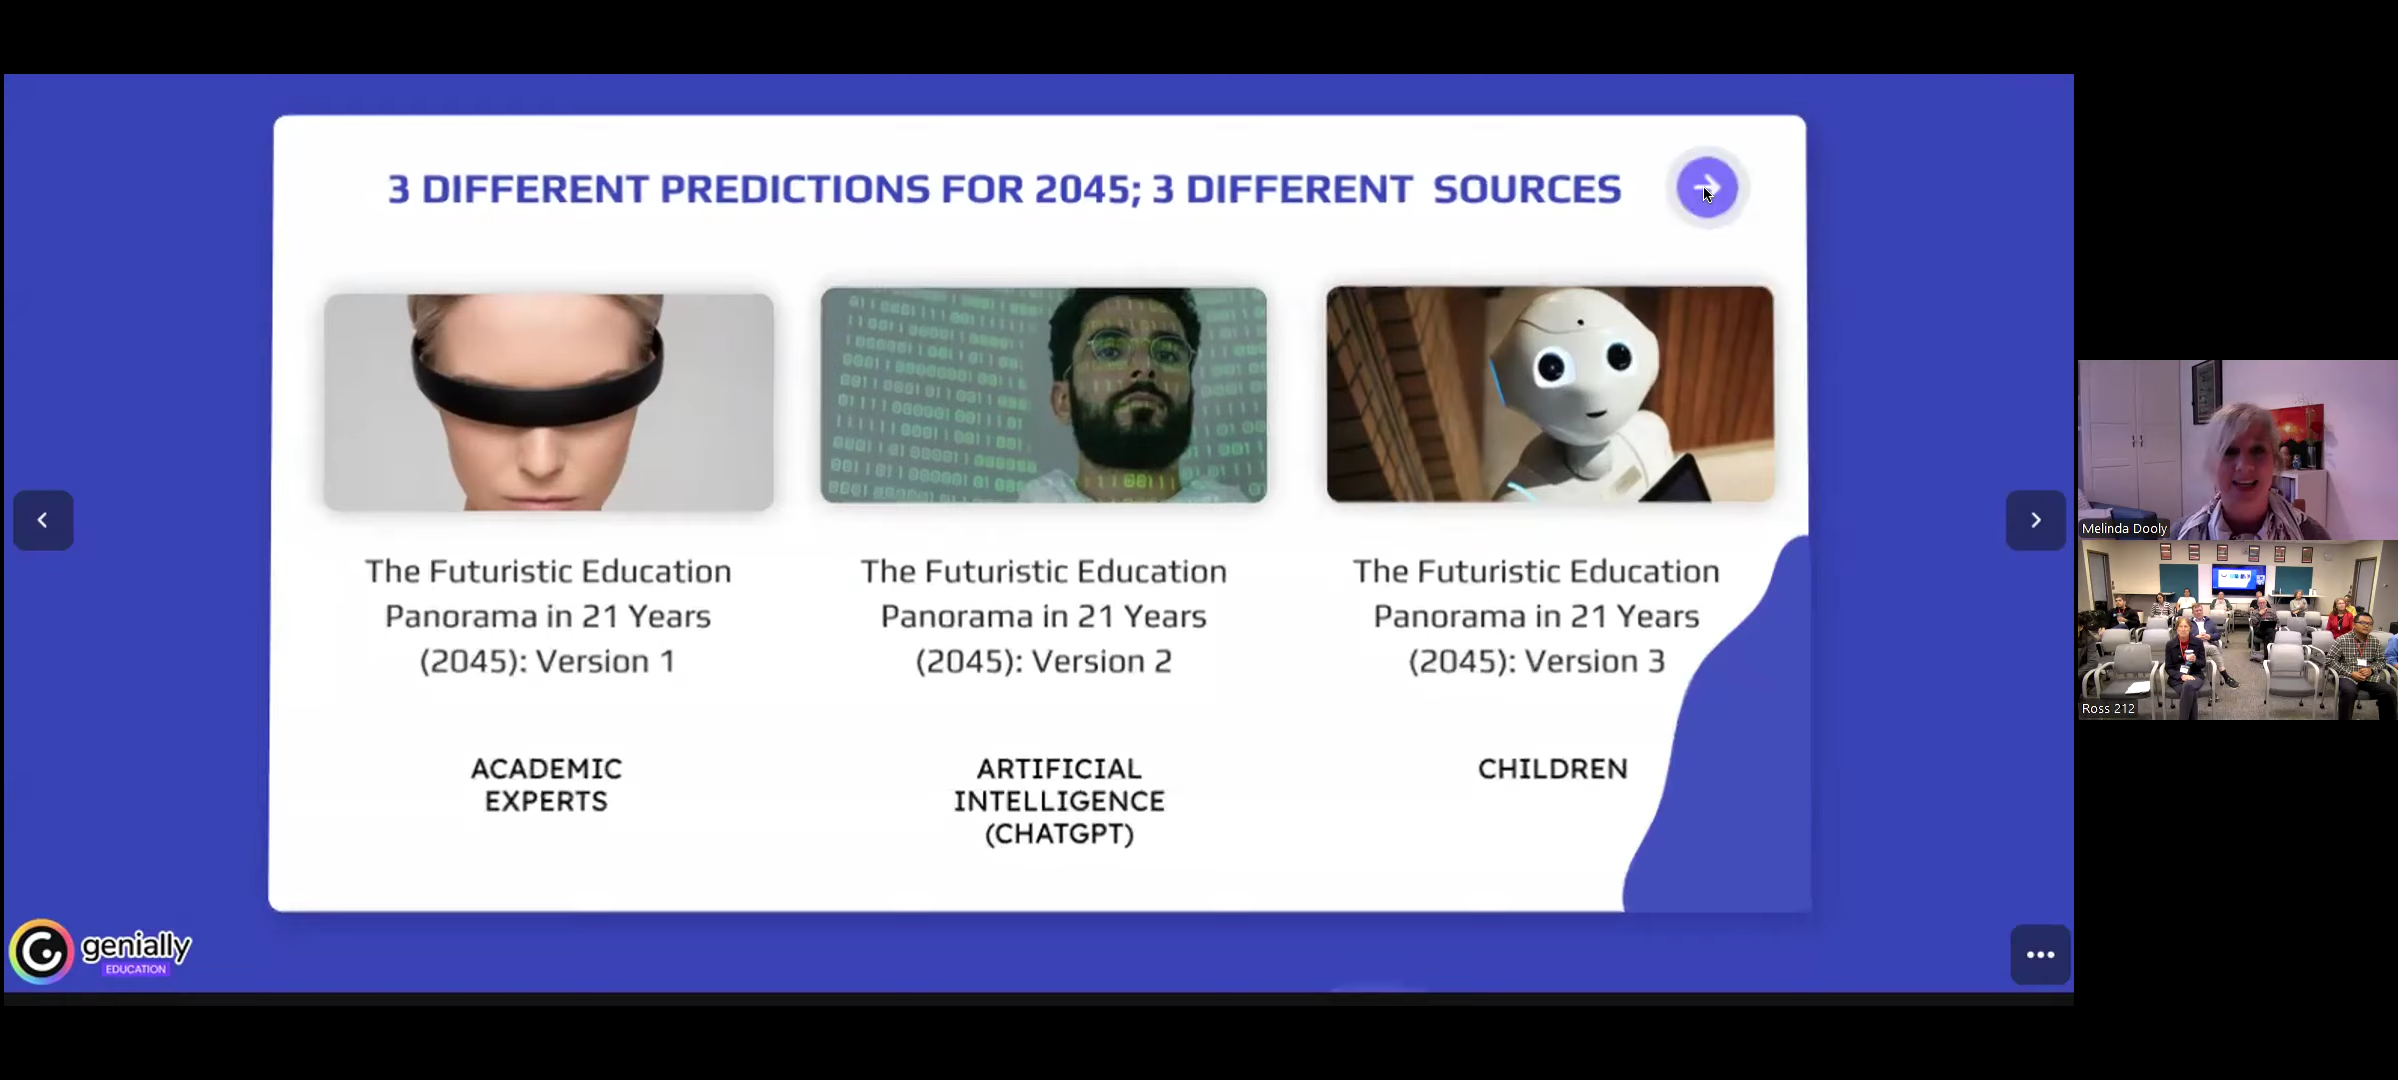 3 DIFFERENT PREDICTIONS FOR 2045; 3 DIFFERENT SOURCES
The Futuristic Education
Panorama in 21 Years
(2045): Version 1
ACADEMIC
EXPERTS
The Futuristic Education
Panorama in 21 Years
(2045): Version 2
ARTIFICIAL
INTELLIGENCE
(CHATGPT)
The Futuristic Education
Panorama in 21 Years
(2045): Version 3
CHILDREN
genially
EDUCATION
Melinda Dooly
Ross 212